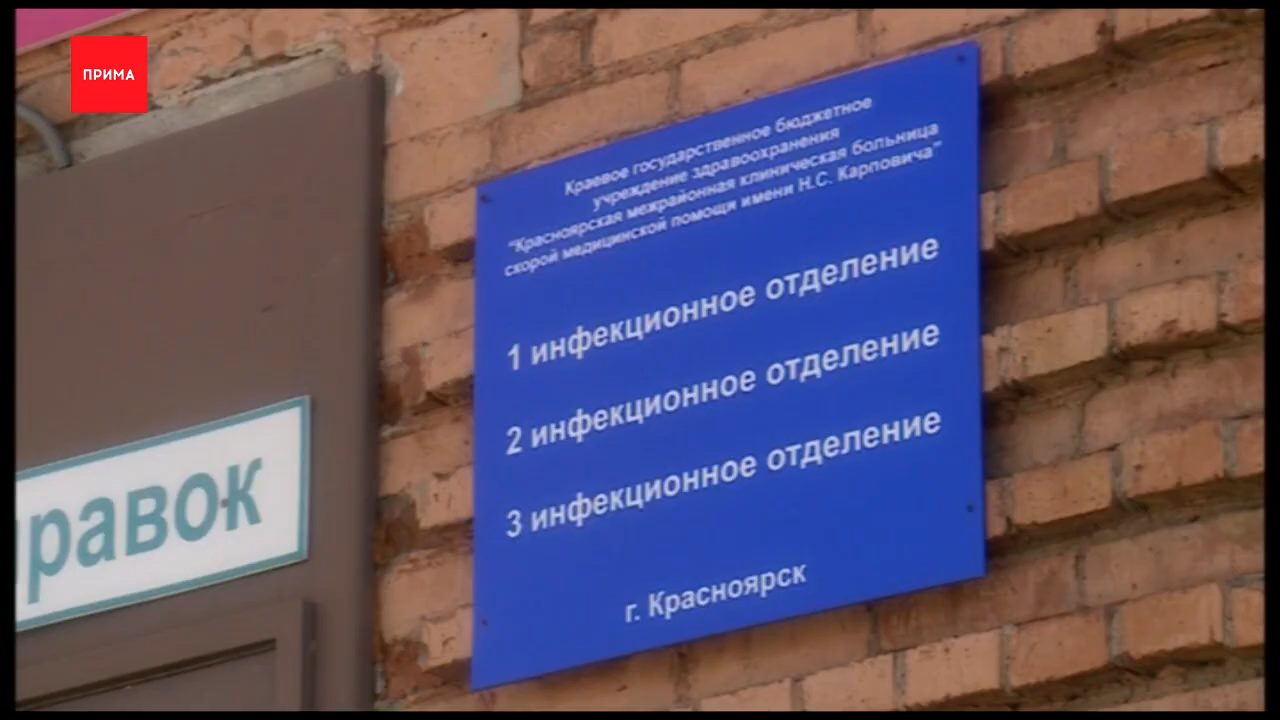 ПРИМА
Краевое государственное бюджетное
учреждение здравоохранения
"Красноярская межрайонная клиническая больница
скорой медицинской помощи имени Н.С. Карповича"
1 инфекционное отделение
2 инфекционное отделение
3 инфекционное отделение
г. Красноярск
правок